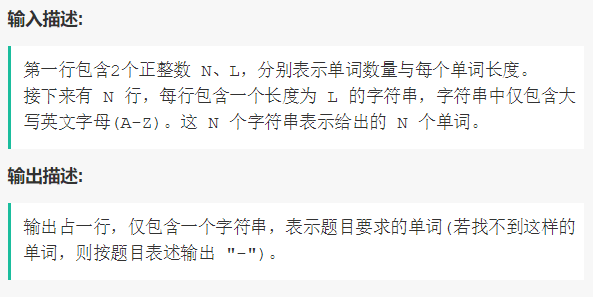 输入描述:
第一行包含2个正整数 N、L，分别表示单词数量与每个单词长度。
接下来有 N 行，每行包含一个长度为 L 的字符串，字符串中仅包含大
写英文字母(A-Z)。这 N 个字符串表示给出的 N 个单词。
输出描述:
输出占一行，仅包含一个字符串，表示题目要求的单词(若找不到这样的
单词，则按题目表述输出 "-")。